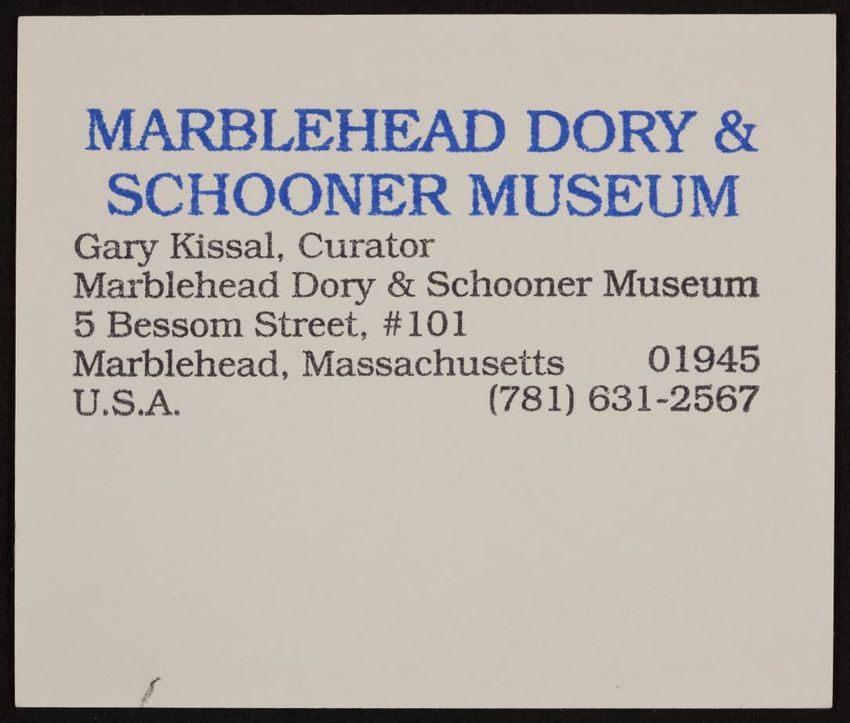 MARBLEHEAD DORY &
SCHOONER MUSEUM
Gary Kissal, Curator
Marblehead Dory & Schooner Museum
5 Bessom Street, #101
Marblehead, Massachusetts 01945
U.S.A. (781) 631-2567